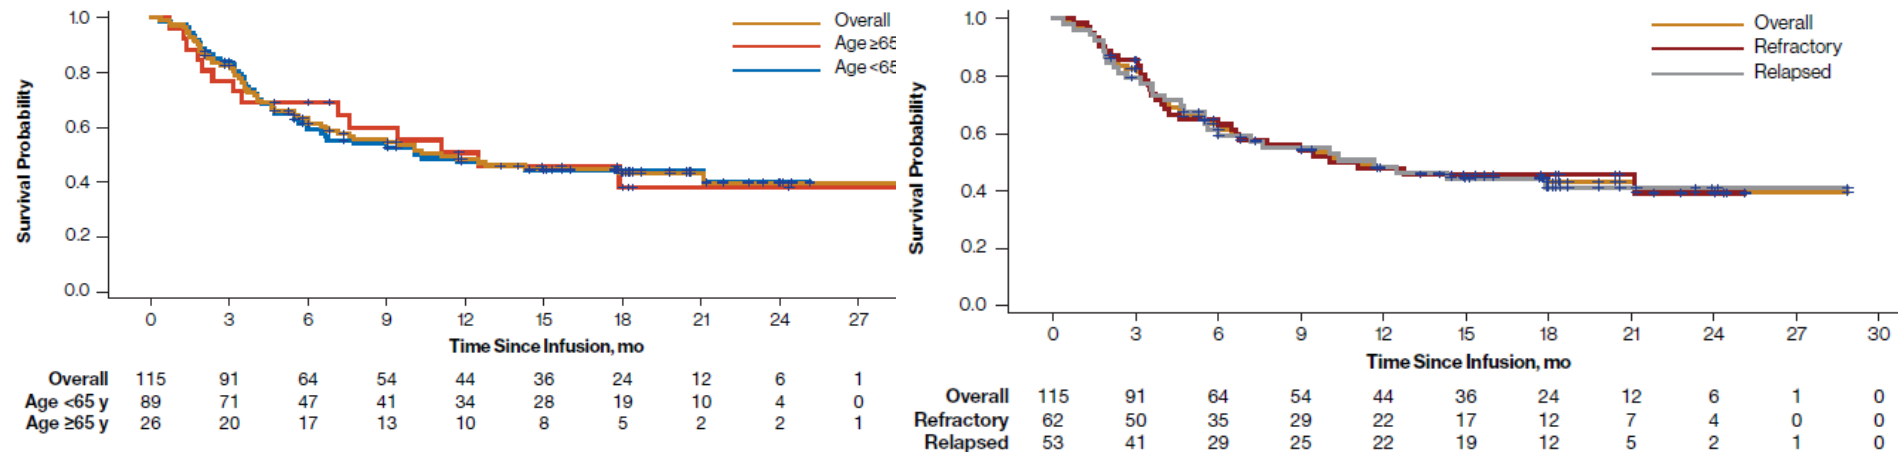 Survival Probability
1.0
0.8
0.6
0.4
0.2
0.0
Overall
Age ≥65
Age <65
0 3 6 9 12 15 18 21 24 27
Time Since Infusion, mo
Overall 115 91 64 54 44 36 24 12 6 1
Age <65 y 89 71 47 41 34 28 19 10 4 0
Age ≥65 y 26 20 17 13 10 8 5 2 2 1
Survival Probability
1.0
0.8
0.6
0.4
0.2
0.0
Overall
Refractory
Relapsed
0 3 6 9 12 15 18 21 24 27 30
Time Since Infusion, mo
Overall 115 91 64 54 44 36 24 12 6 1 0
Refractory 62 50 35 29 22 17 12 7 4 0 0
Relapsed 53 41 29 25 22 19 12 5 2 1 0